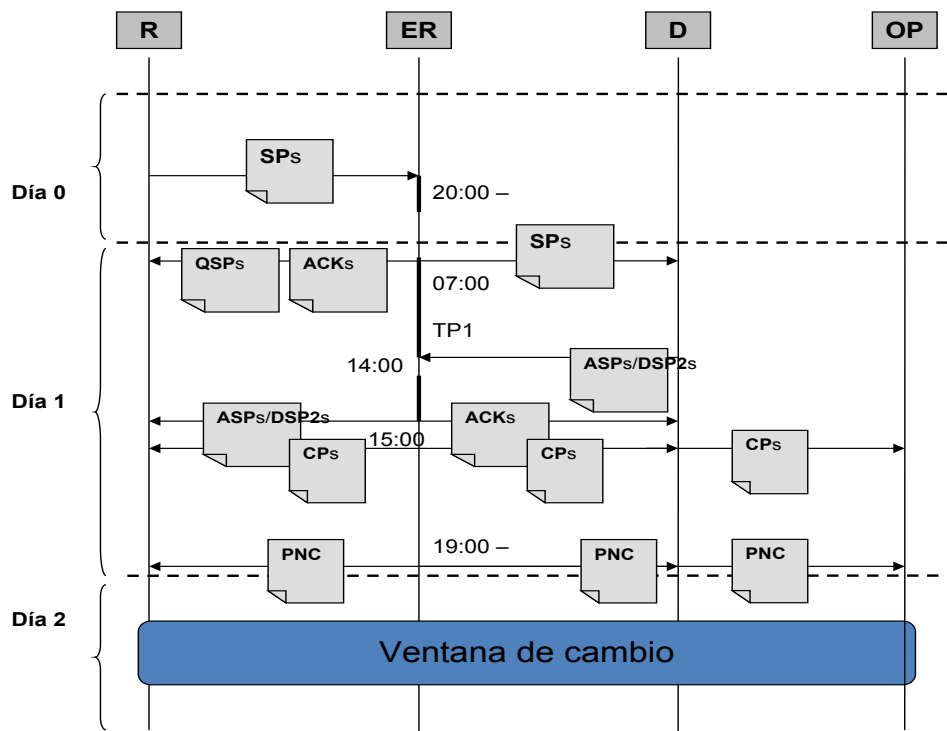 R
ER
D
OP
Día 0
SPs
20:00 –
SPs
QSPs
ACKs
07:00
TP1
14:00
ASPs/DSP2s
Día 1
ASPs/DSP2s
ACKs
15:00
CPs
CPs
CPs
19:00 –
PNC
PNC
PNC
Día 2
Ventana de cambio